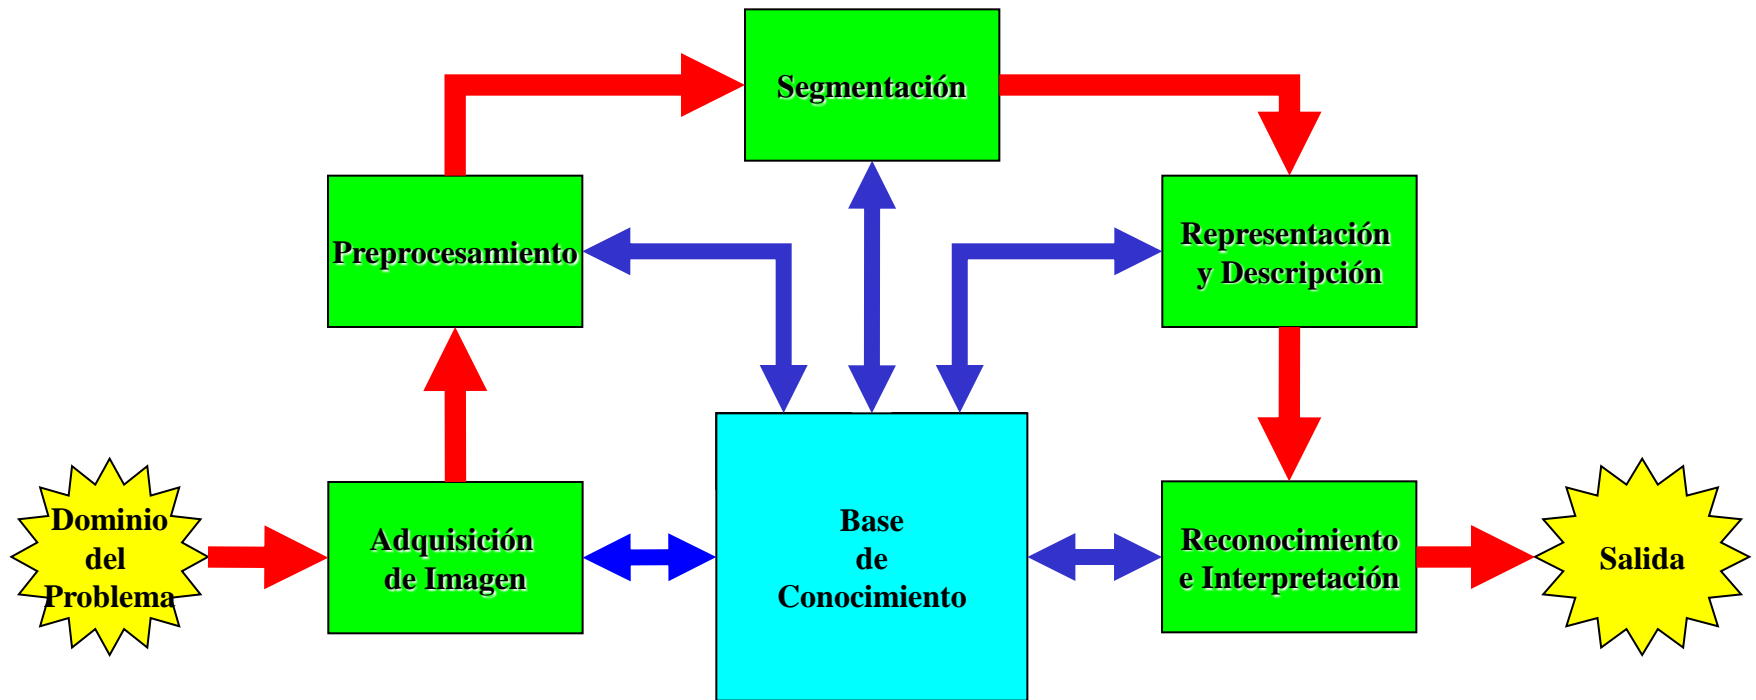 Segmentación
Preprocesamiento
Representación
y Descripción
Dominio
del
Problema
Adquisición
de Imagen
Base
de
Conocimiento
Reconocimiento
e Interpretación
Salida